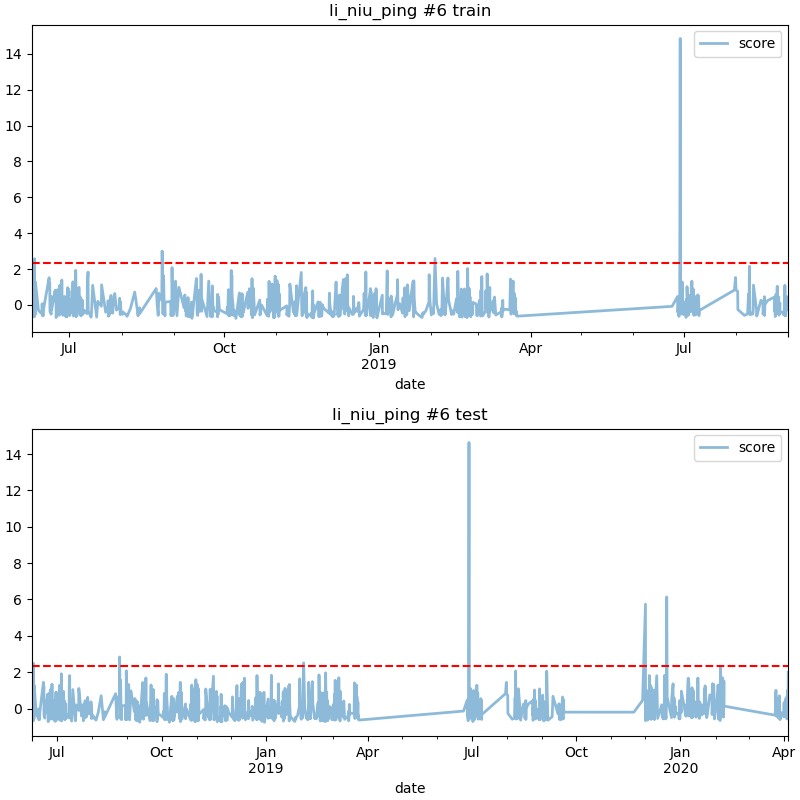 li_niu_ping #6 train
score
14
12
10
8
6
4
2
0
Jul Oct Jan Apr Jul
2019
date
li_niu_ping #6 test
score
14
12
10
8
6
4
2
0
Jul Oct Jan Apr Jul Oct Jan Apr
2019 2020
date